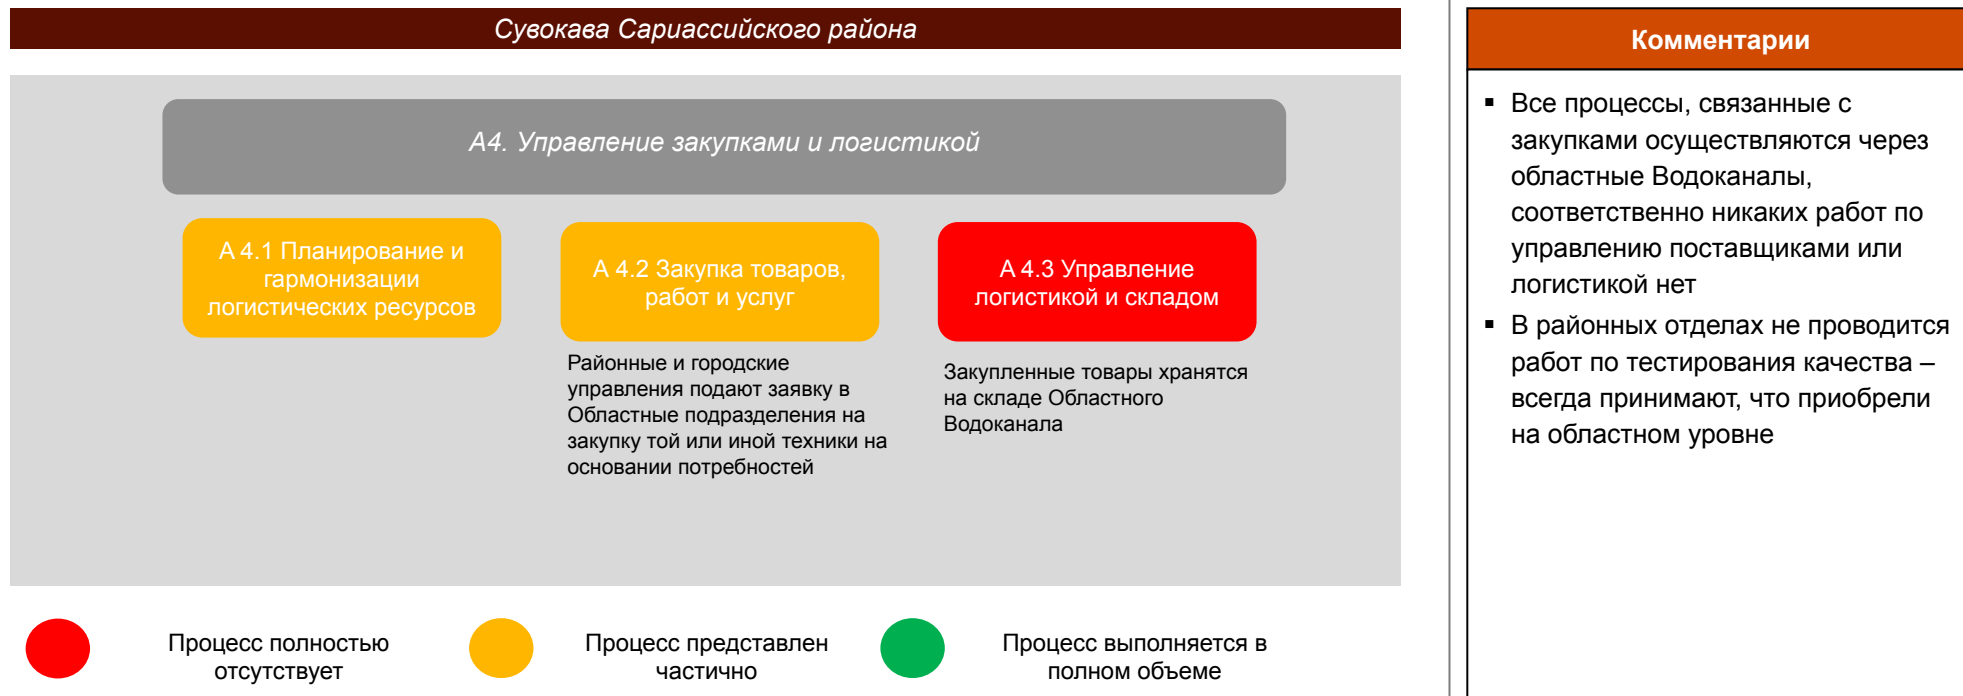 Сувокава Сариассийского района
А4. Управление закупками и логистикой
А 4.1 Планирование и
гармонизации
логистических ресурсов
А 4.2 Закупка товаров,
работ и услуг
Районные и городские
управления подают заявку в
Областные подразделения на
закупку той или иной техники на
основании потребностей
А 4.3 Управление
логистикой и складом
Закупленные товары хранятся
на складе Областного
Водоканала
Процесс полностью
отсутствует
Процесс представлен
частично
Процесс выполняется в
полном объеме
Комментарии
▪ Все процессы, связанные с
закупками осуществляются через
областные Водоканалы,
соответственно никаких работ по
управлению поставщиками или
логистикой нет
▪ В районных отделах не проводится
работ по тестирования качества –
всегда принимают, что приобрели
на областном уровне